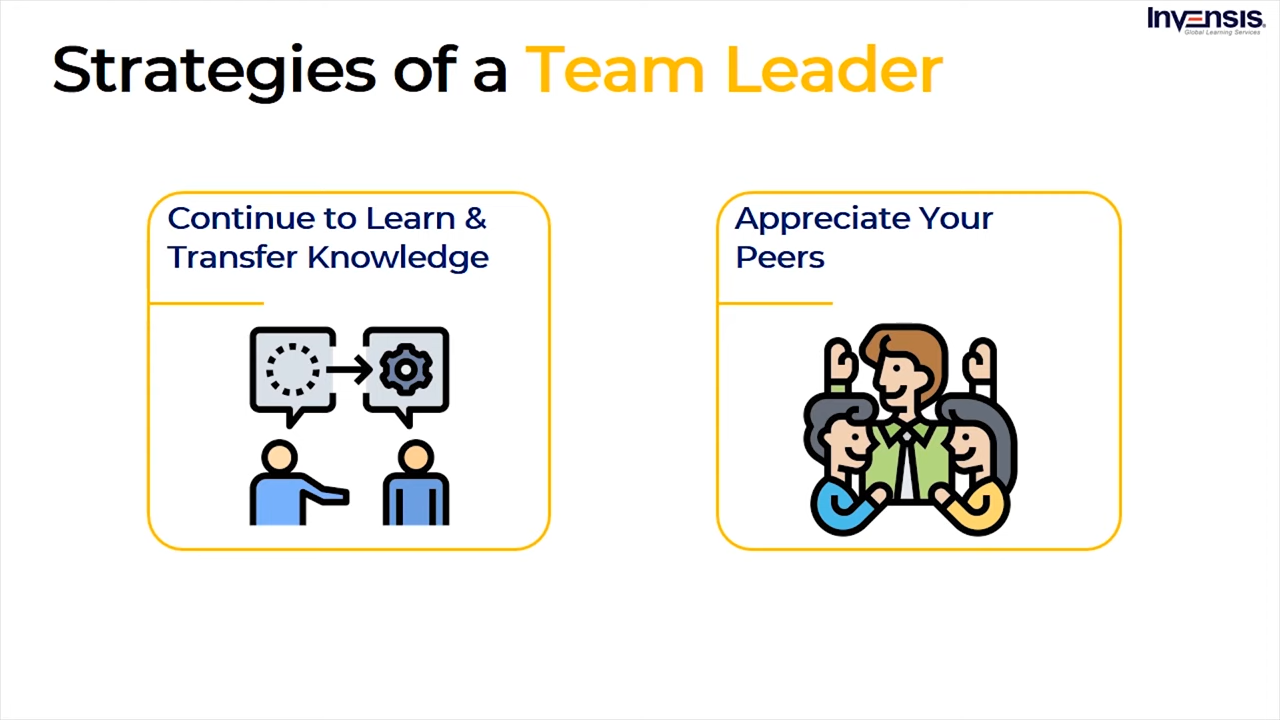 Invensis
Global Learning Services
Strategies of a Team Leader
Continue to Learn &
Transfer Knowledge
Appreciate Your
Peers